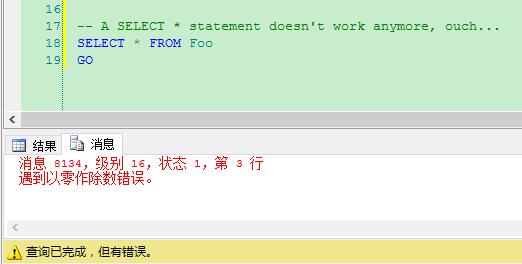 16
17 -- A SELECT * statement doesn't work anymore, ouch...
18 SELECT * FROM Foo
19 GO
结果 消息
消息 8134，级别 16，状态 1，第 3 行
遇到以零作除数错误。
查询已完成，但有错误。